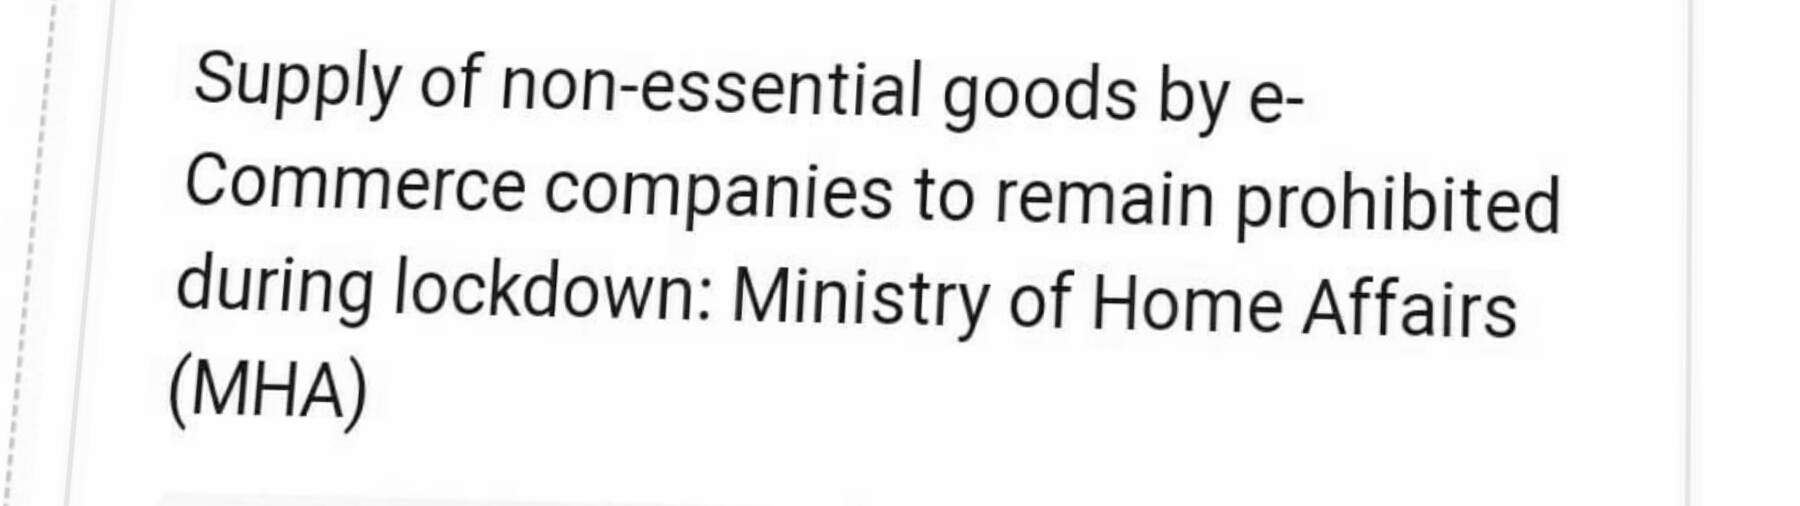 Supply of non-essential goods by e-
Commerce companies to remain prohibited
during lockdown: Ministry of Home Affairs
(MHA)